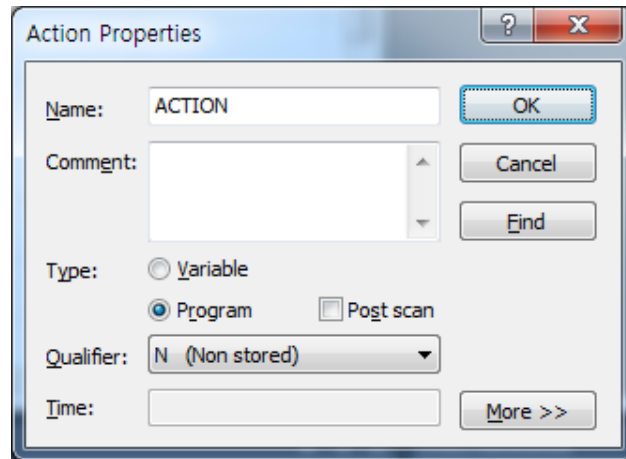 Action Properties
Name: ACTION OK
Comment: Cancel
Find
Type: Variable
Program Post scan
Qualifier: N (Non stored)
Time: More >>